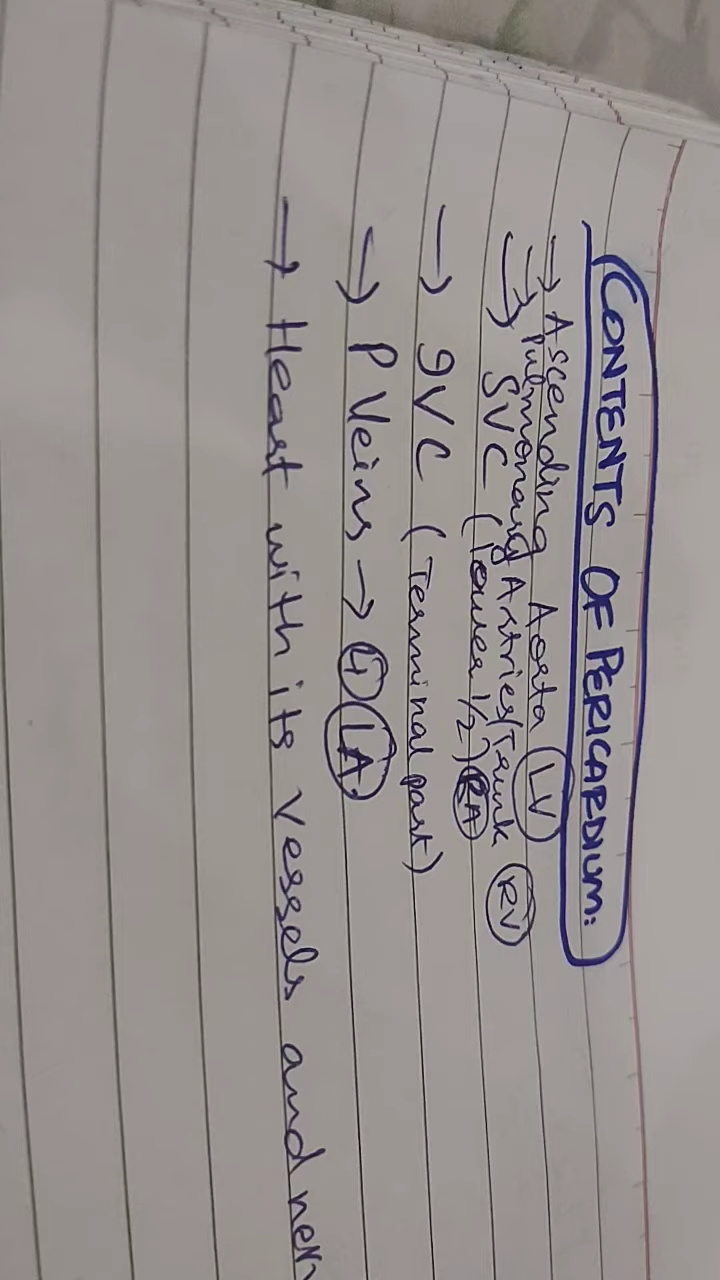 CONTENTS OF PERICARDIUM:
→ Ascending Aorta LV
→ Pulmonary Artries/Trunk RV
→ SVC (lower 1/2) RA
→ IVC (Terminal part)
→ P Veins → 4 LA
→ Heart with its vessels and nerv